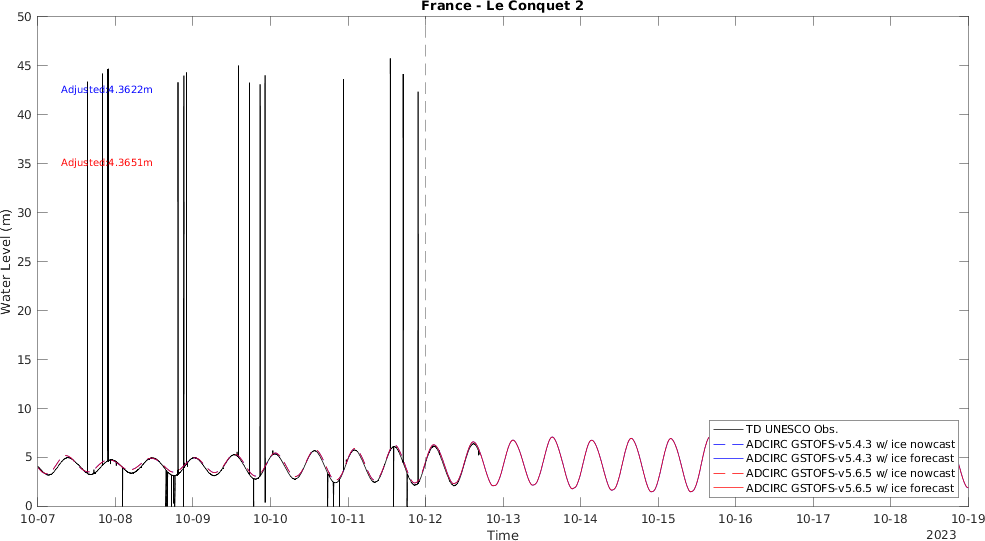 France - Le Conquet 2
50
45
40
35
30
25
20
15
10
5
0
Water Level (m)
Adjusted:4.3622m
Adjusted:4.3651m
TD UNESCO Obs.
ADCIRC GSTOFS-v5.4.3 w/ ice nowcast
ADCIRC GSTOFS-v5.4.3 w/ ice forecast
ADCIRC GSTOFS-v5.6.5 w/ ice nowcast
ADCIRC GSTOFS-v5.6.5 w/ ice forecast
10-07 10-08 10-09 10-10 10-11 10-12 10-13 10-14 10-15 10-16 10-17 10-18 10-19
Time
2023